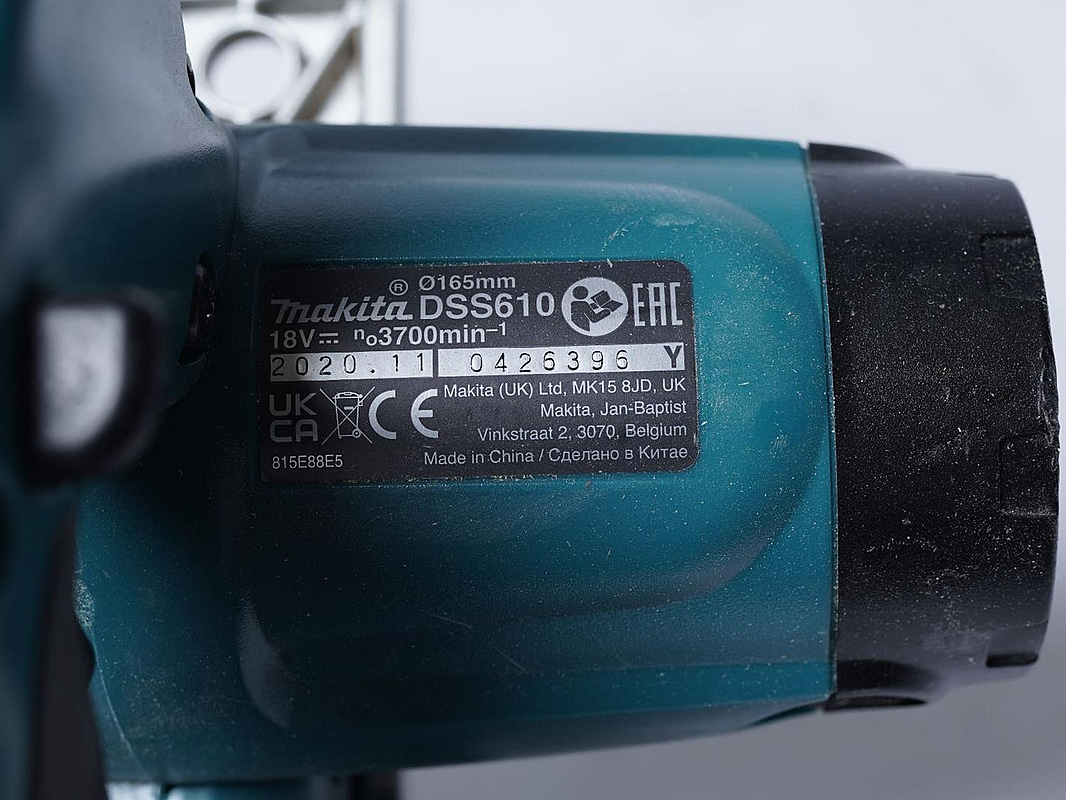 ® Ø165mm
makita DSS610 EAC
18V⎓ n₀3700min⁻¹
2020.11 0426396 Y
UK CA CE
Makita (UK) Ltd, MK15 8JD, UK
Makita, Jan-Baptist
Vinkstraat 2, 3070, Belgium
815E88E5 Made in China / Сделано в Китае